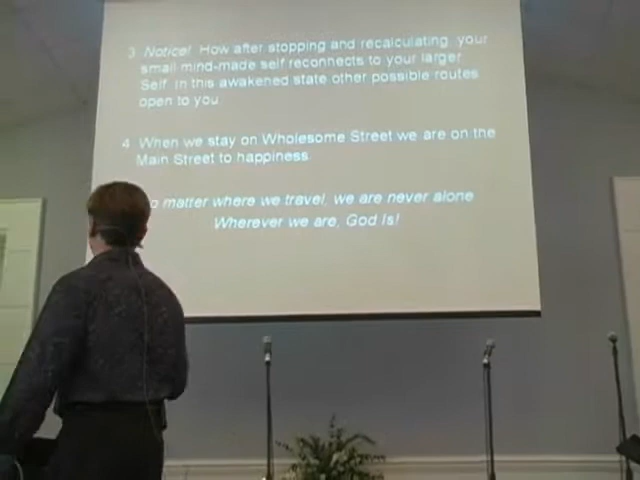 3 Notice! How after stopping and recalculating your
small mind-made self reconnects to your larger
Self. In this awakened state other possible routes
open to you
4 When we stay on Wholesome Street we are on the
Main Street to happiness
matter where we travel, we are never alone
Wherever we are, God Is!